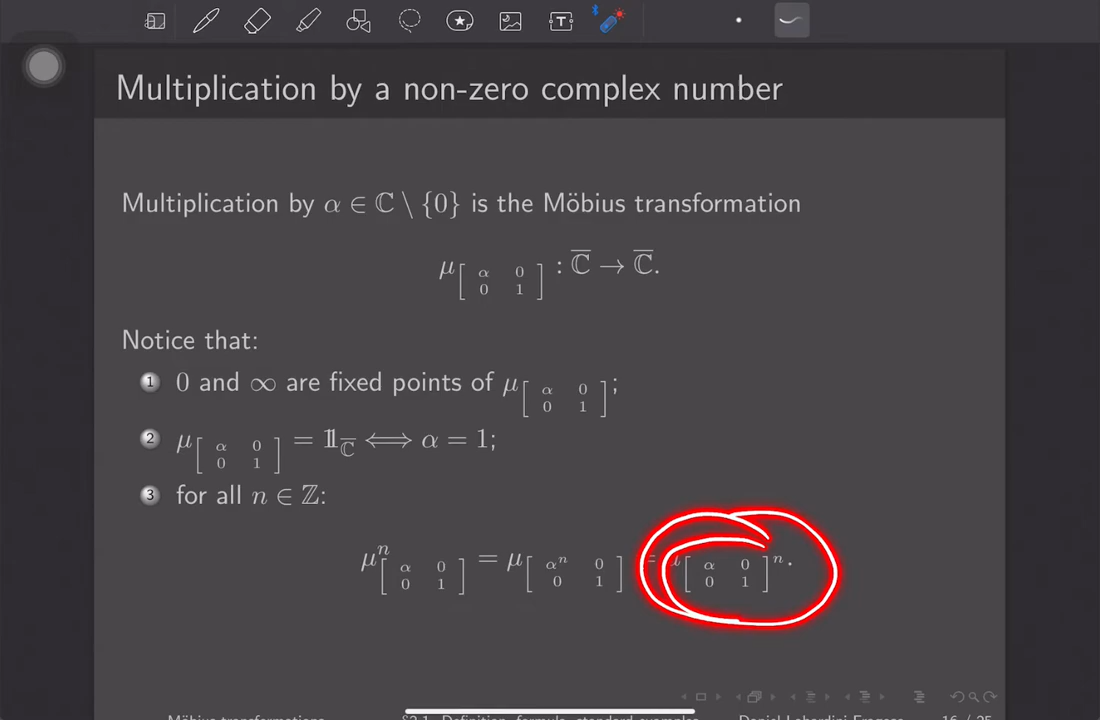 Multiplication by a non-zero complex number
Multiplication by α ∈ ℂ \ {0} is the Möbius transformation
μ[ α 0 ; 0 1 ] : ℂ̅ → ℂ̅.
Notice that:
1 0 and ∞ are fixed points of μ[ α 0 ; 0 1 ];
2 μ[ α 0 ; 0 1 ] = 𝟙_ℂ̅ ⟺ α = 1;
3 for all n ∈ ℤ:
μⁿ[ α 0 ; 0 1 ] = μ[ αⁿ 0 ; 0 1 ] = μ[ α 0 ; 0 1 ]ⁿ.
Möbius transformations §2.1. Definition, formula, standard examples Daniel Labardini-Fragoso 16 / 25